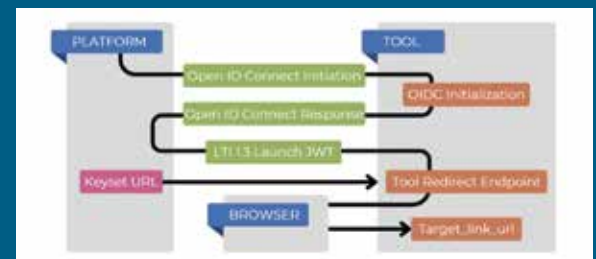 PLATFORM
TOOL
Open ID Connect Initiation
OIDC Initialization
Open ID Connect Response
LTI 1.3 Launch JWT
Keyset URL
Tool Redirect Endpoint
BROWSER
Target_link_url